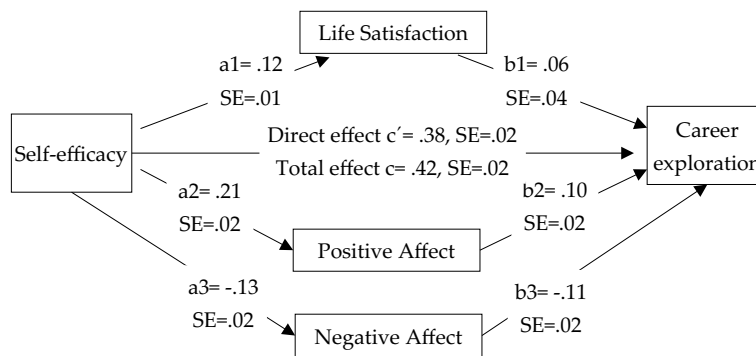 Life Satisfaction
a1= .12
SE=.01
b1= .06
SE=.04
Self-efficacy
Direct effect c´= .38, SE=.02
Total effect c= .42, SE=.02
Career
exploration
a2= .21
SE=.02
b2= .10
SE=.02
Positive Affect
a3= -.13
SE=.02
b3= -.11
SE=.02
Negative Affect